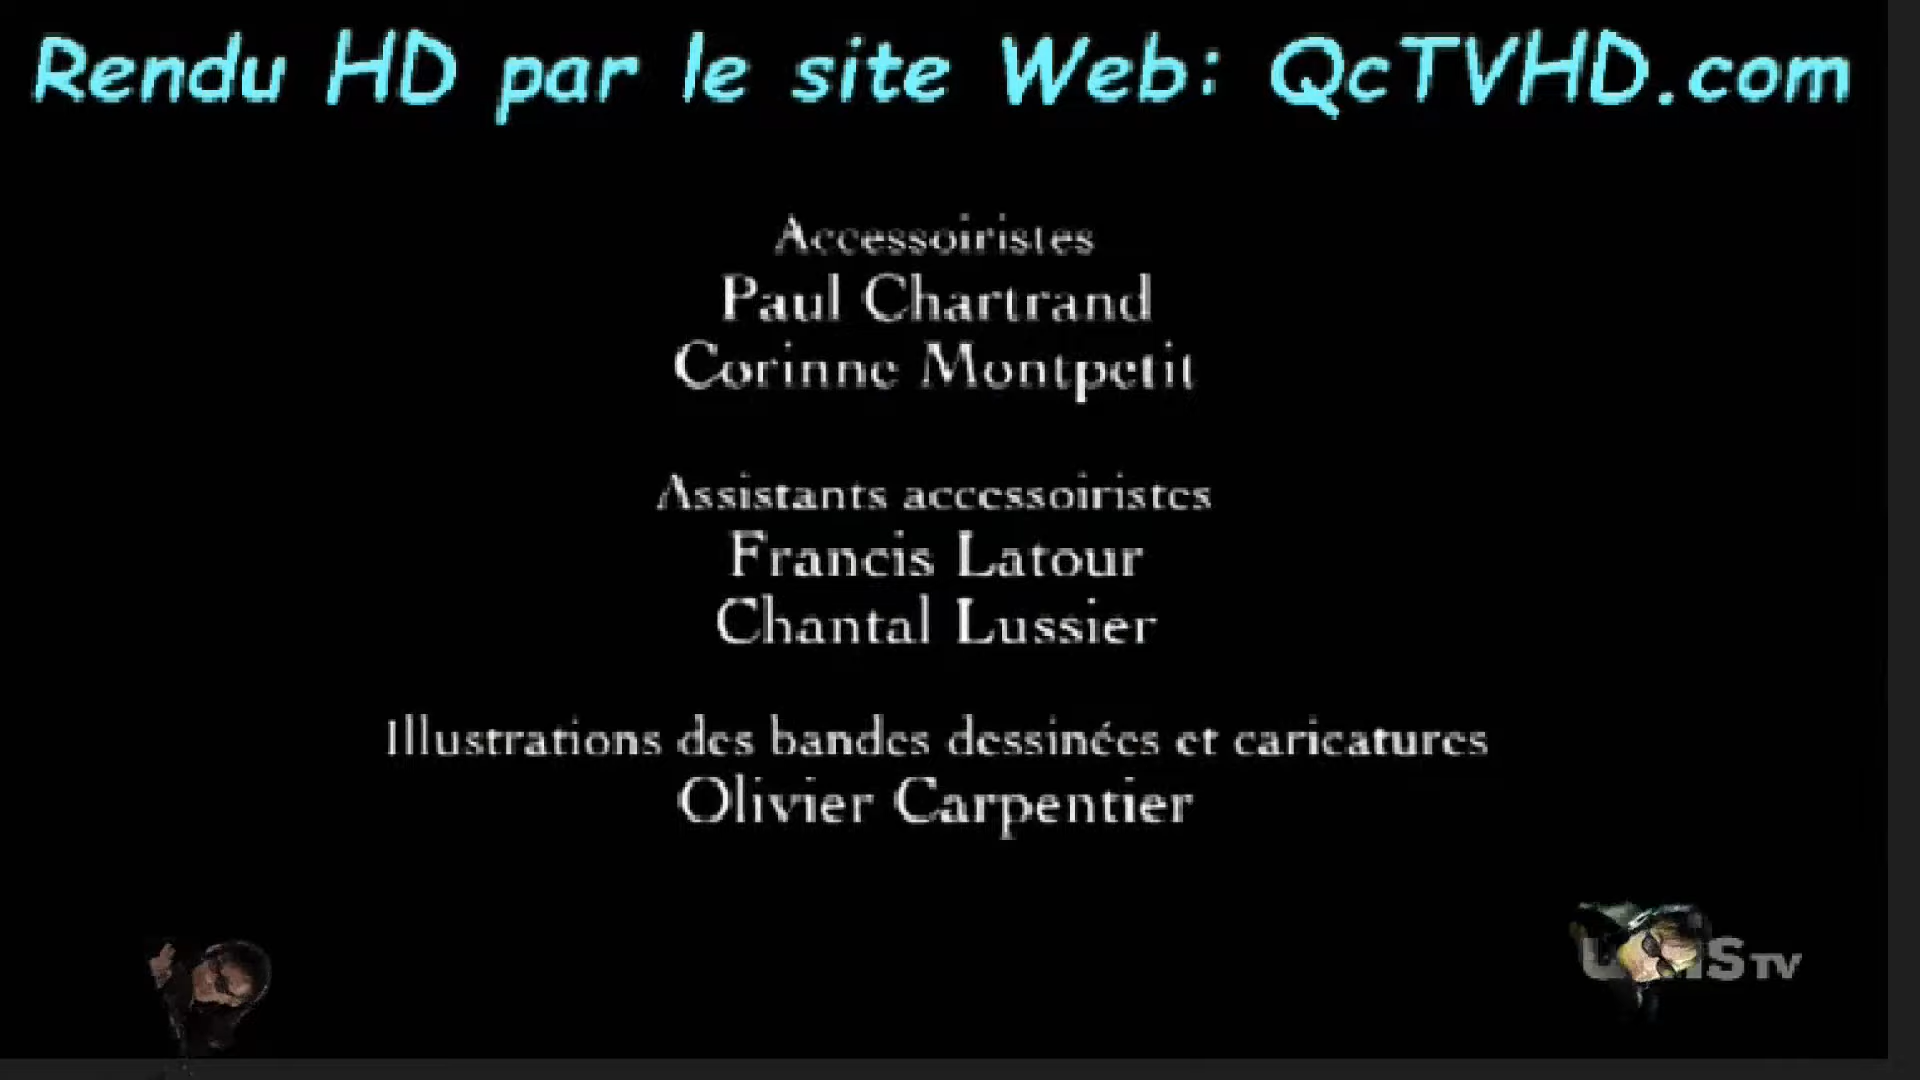 Rendu HD par le site Web: QcTVHD.com
Accessoiristes
Paul Chartrand
Corinne Montpetit
Assistants accessoiristes
Francis Latour
Chantal Lussier
Illustrations des bandes dessinées et caricatures
Olivier Carpentier
TV